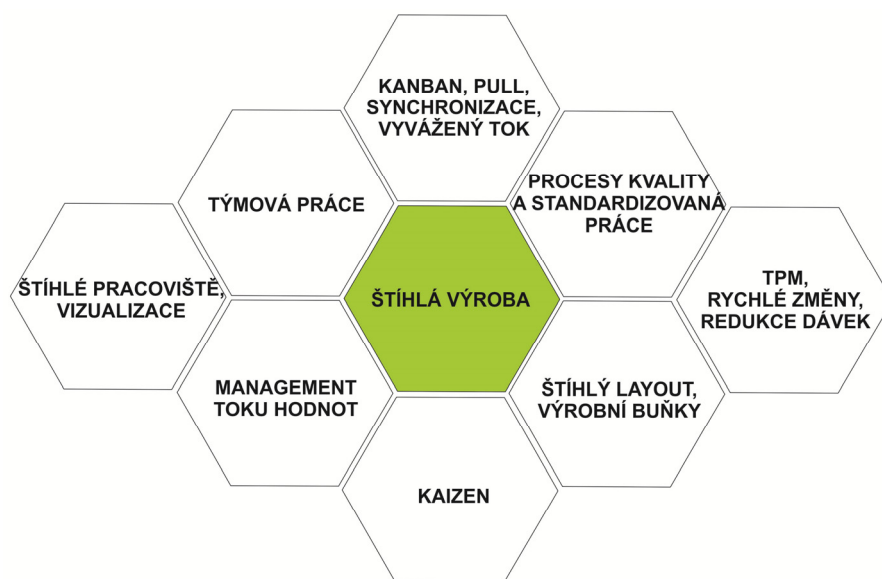 KANBAN, PULL,
SYNCHRONIZACE,
VYVÁŽENÝ TOK
TÝMOVÁ PRÁCE
PROCESY KVALITY
A STANDARDIZOVANÁ
PRÁCE
ŠTÍHLÉ PRACOVIŠTĚ,
VIZUALIZACE
ŠTÍHLÁ VÝROBA
TPM,
RYCHLÉ ZMĚNY,
REDUKCE DÁVEK
MANAGEMENT
TOKU HODNOT
ŠTÍHLÝ LAYOUT,
VÝROBNÍ BUŇKY
KAIZEN